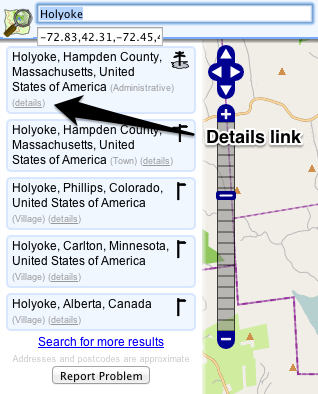 Holyoke
-72.83,42.31,-72.45,4
Holyoke, Hampden County,
Massachusetts, United
States of America (Administrative)
(details)
Details link
Holyoke, Hampden County,
Massachusetts, United
States of America (Town) (details)
Holyoke, Phillips, Colorado,
United States of America
(Village) (details)
Holyoke, Carlton, Minnesota,
United States of America
(Village) (details)
Holyoke, Alberta, Canada
(Village) (details)
Search for more results
Addresses and postcodes are approximate
Report Problem